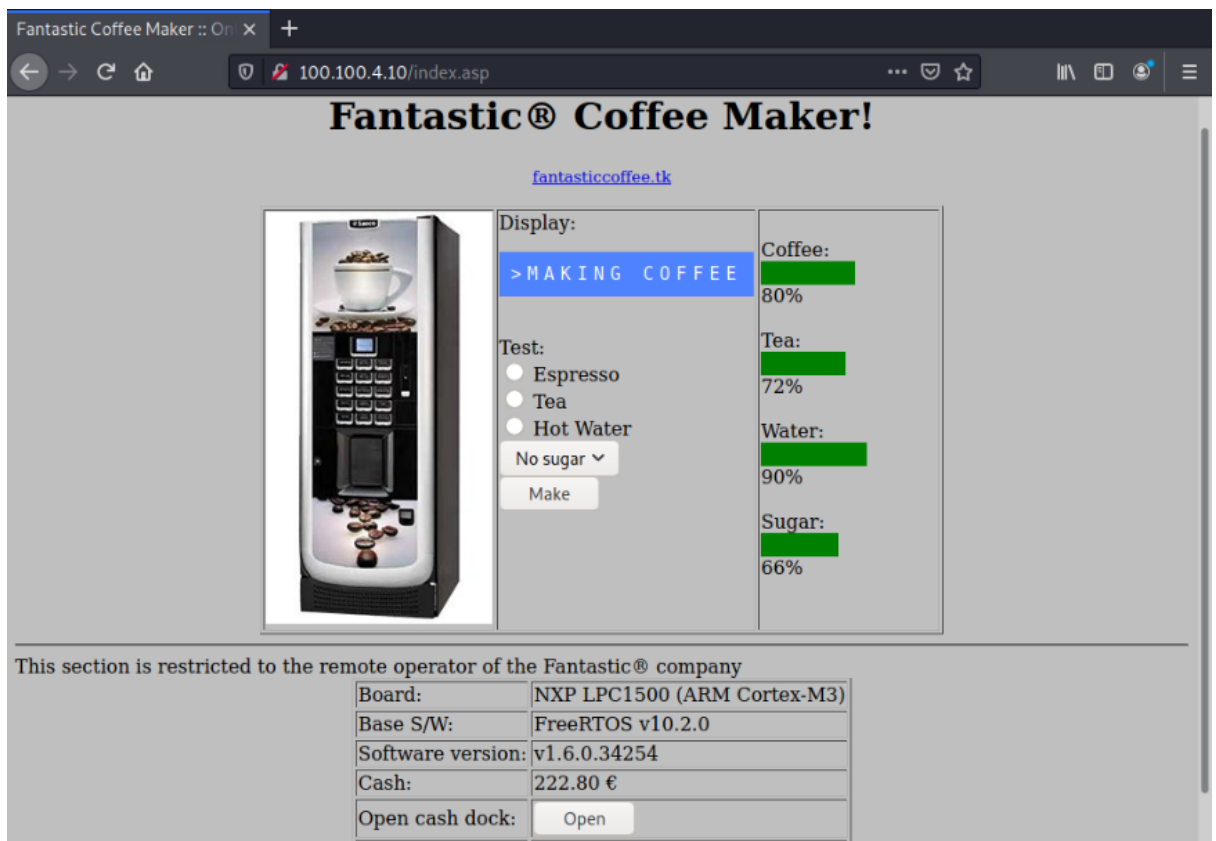 Fantastic Coffee Maker :: On
100.100.4.10/index.asp
Fantastic® Coffee Maker!
fantasticcoffee.tk
Display:
>MAKING COFFEE
Test:
Espresso
Tea
Hot Water
No sugar
Make
Coffee:
80%
Tea:
72%
Water:
90%
Sugar:
66%
This section is restricted to the remote operator of the Fantastic® company
Board: NXP LPC1500 (ARM Cortex-M3)
Base S/W: FreeRTOS v10.2.0
Software version: v1.6.0.34254
Cash: 222.80 €
Open cash dock: Open